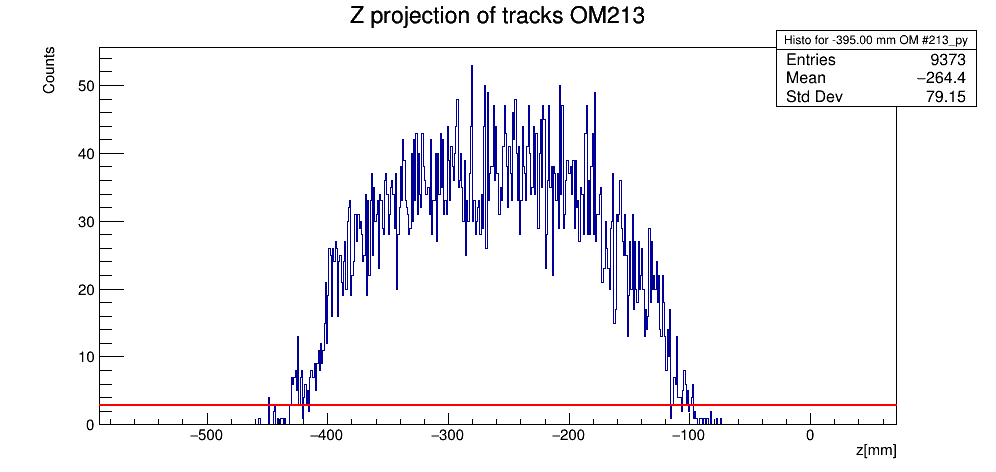 Z projection of tracks OM213
Histo for -395.00 mm OM #213_py
Entries 9373
Mean −264.4
Std Dev 79.15
Counts
50
40
30
20
10
0
−500 −400 −300 −200 −100 0
z[mm]